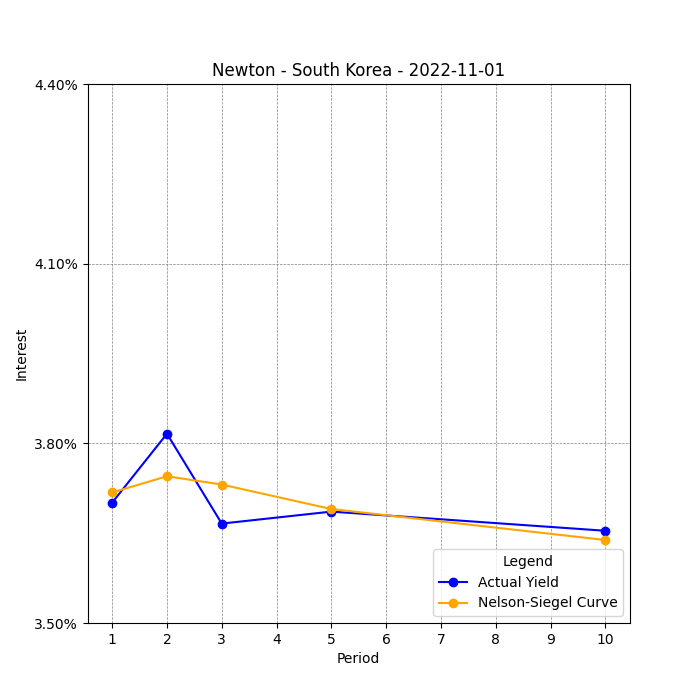 Newton - South Korea - 2022-11-01
4.40%
4.10%
3.80%
3.50%
Interest
1 2 3 4 5 6 7 8 9 10
Period
Legend
Actual Yield
Nelson-Siegel Curve